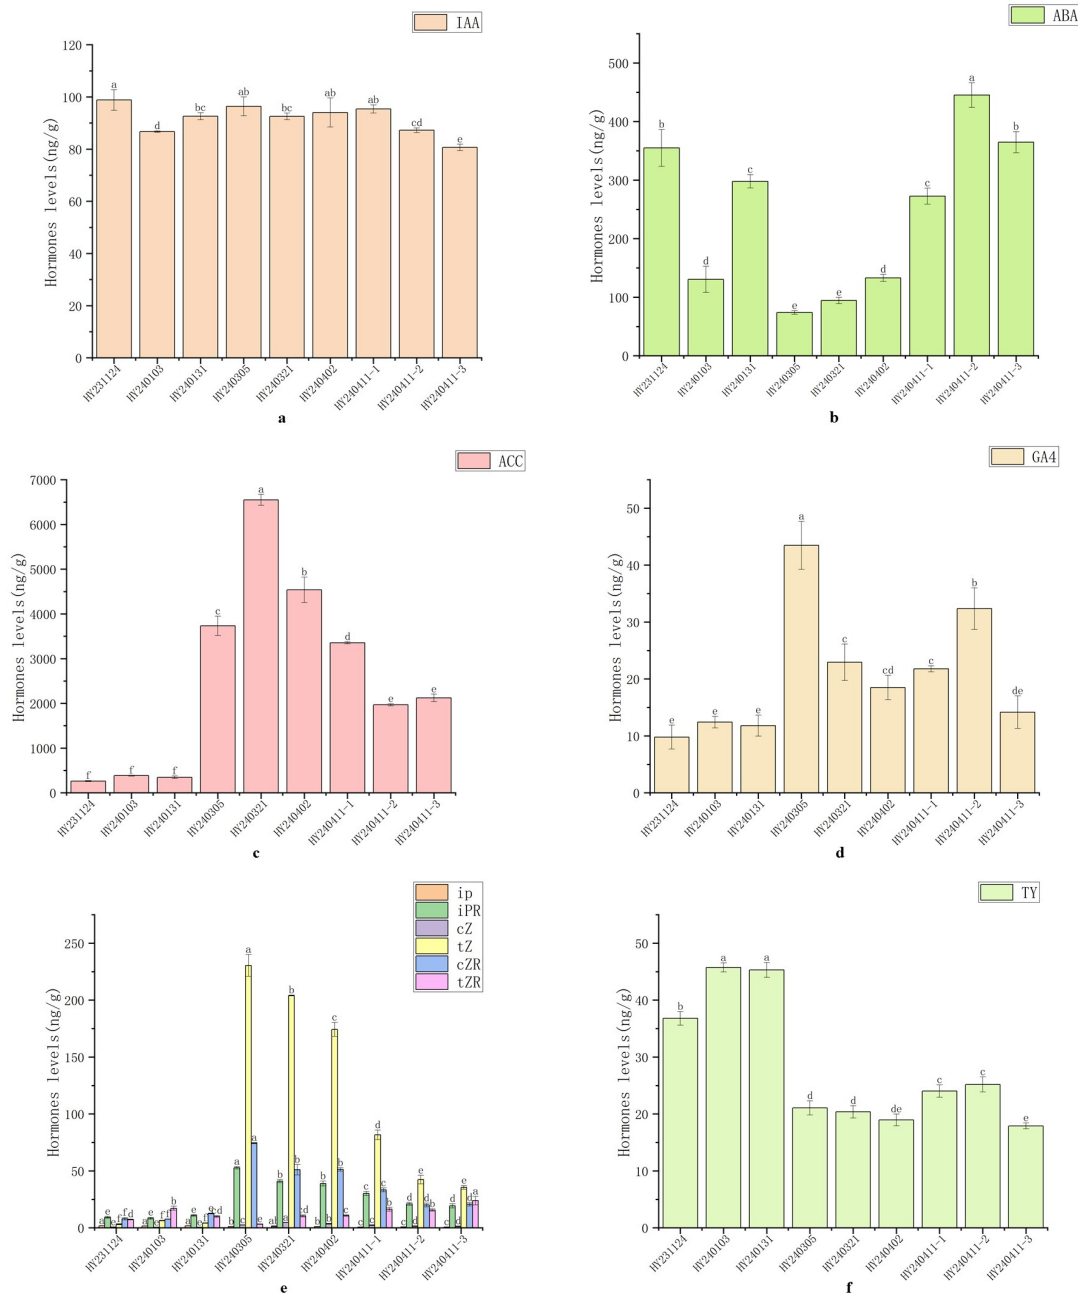 IAA
Hormones levels(ng/g)
120
100
80
60
40
20
0
a
d
bc
ab
bc
ab
ab
cd
e
HY231124
HY240103
HY240131
HY240305
HY240321
HY240402
HY240411-1
HY240411-2
HY240411-3
a
ABA
Hormones levels(ng/g)
500
400
300
200
100
0
b
d
c
e
e
d
c
a
b
HY231124
HY240103
HY240131
HY240305
HY240321
HY240402
HY240411-1
HY240411-2
HY240411-3
b
ACC
Hormones levels(ng/g)
7000
6000
5000
4000
3000
2000
1000
0
f
f
f
c
a
b
d
e
e
HY231124
HY240103
HY240131
HY240305
HY240321
HY240402
HY240411-1
HY240411-2
HY240411-3
c
GA4
Hormones levels(ng/g)
50
40
30
20
10
0
e
e
e
a
c
cd
c
b
de
HY231124
HY240103
HY240131
HY240305
HY240321
HY240402
HY240411-1
HY240411-2
HY240411-3
d
ip
iPR
cZ
tZ
cZR
tZR
Hormones levels(ng/g)
250
200
150
100
50
0
a
e
e
f
f
d
a
e
e
f
f
b
a
e
e
f
e
cd
b
a
c
a
a
e
ab
b
a
b
b
cd
b
b
b
c
b
c
c
c
c
d
c
b
c
d
d
e
d
b
c
d
d
e
d
a
HY231124
HY240103
HY240131
HY240305
HY240321
HY240402
HY240411-1
HY240411-2
HY240411-3
e
TY
Hormones levels(ng/g)
50
40
30
20
10
0
b
a
a
d
d
de
c
c
e
HY231124
HY240103
HY240131
HY240305
HY240321
HY240402
HY240411-1
HY240411-2
HY240411-3
f